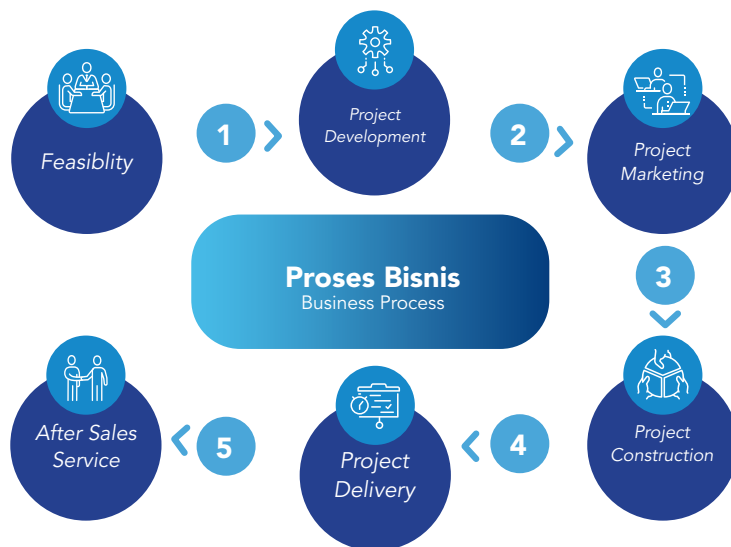 Feasiblity
1
Project
Development
2
Project
Marketing
Proses Bisnis
Business Process
3
Project
Construction
4
Project
Delivery
5
After Sales
Service